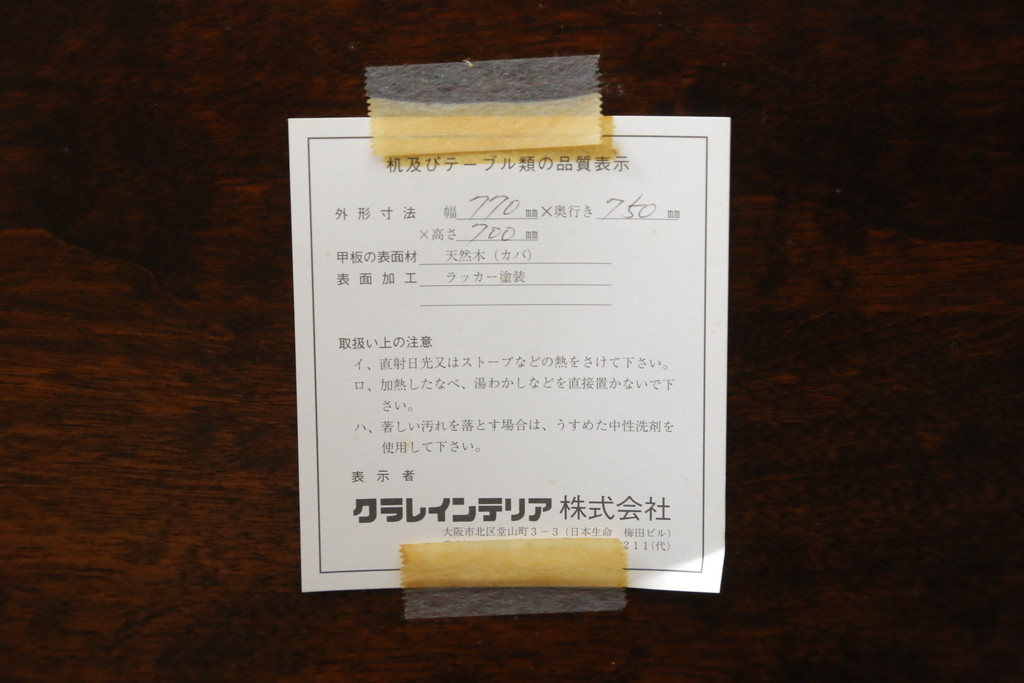 机及びテーブル類の品質表示
外形寸法 幅 770 ㎜×奥行き 750 ㎜
×高さ 700 ㎜
甲板の表面材 天然木（カバ）
表面加工 ラッカー塗装
取扱い上の注意
イ、直射日光又はストーブなどの熱をさけて下さい。
ロ、加熱したなべ、湯わかしなどを直接置かないで下
さい。
ハ、著しい汚れを落とす場合は、うすめた中性洗剤を
使用して下さい。
表示者
クラレインテリア株式会社
大阪市北区堂山町３－３（日本生命 梅田ビル）
211(代)